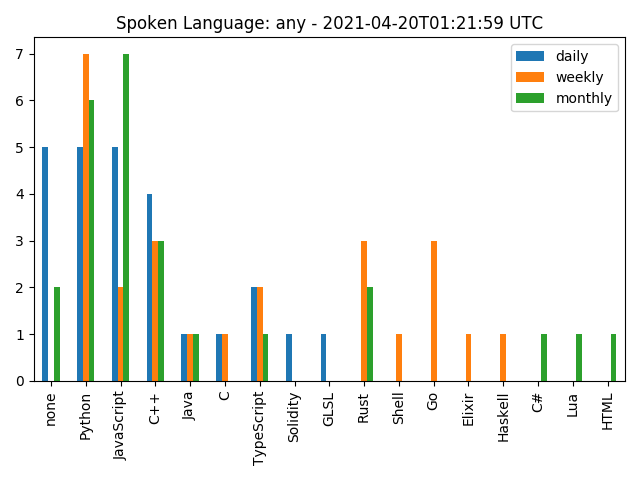 Spoken Language: any - 2021-04-20T01:21:59 UTC
daily
weekly
monthly
7
6
5
4
3
2
1
0
none
Python
JavaScript
C++
Java
C
TypeScript
Solidity
GLSL
Rust
Shell
Go
Elixir
Haskell
C#
Lua
HTML